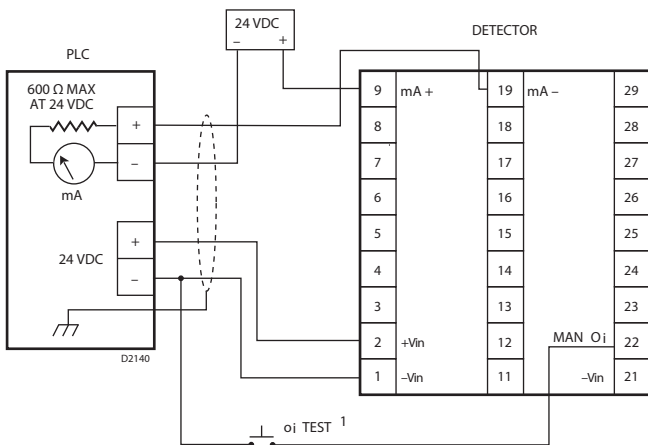 24 VDC
– +
PLC
DETECTOR
600 Ω MAX
AT 24 VDC
+
–
mA
24 VDC
+
–
D2140
9 mA + 19 mA – 29
8 18 28
7 17 27
6 16 26
5 15 25
4 14 24
3 13 23
2 +Vin 12 MAN Oi 22
1 –Vin 11 –Vin 21
oi TEST 1